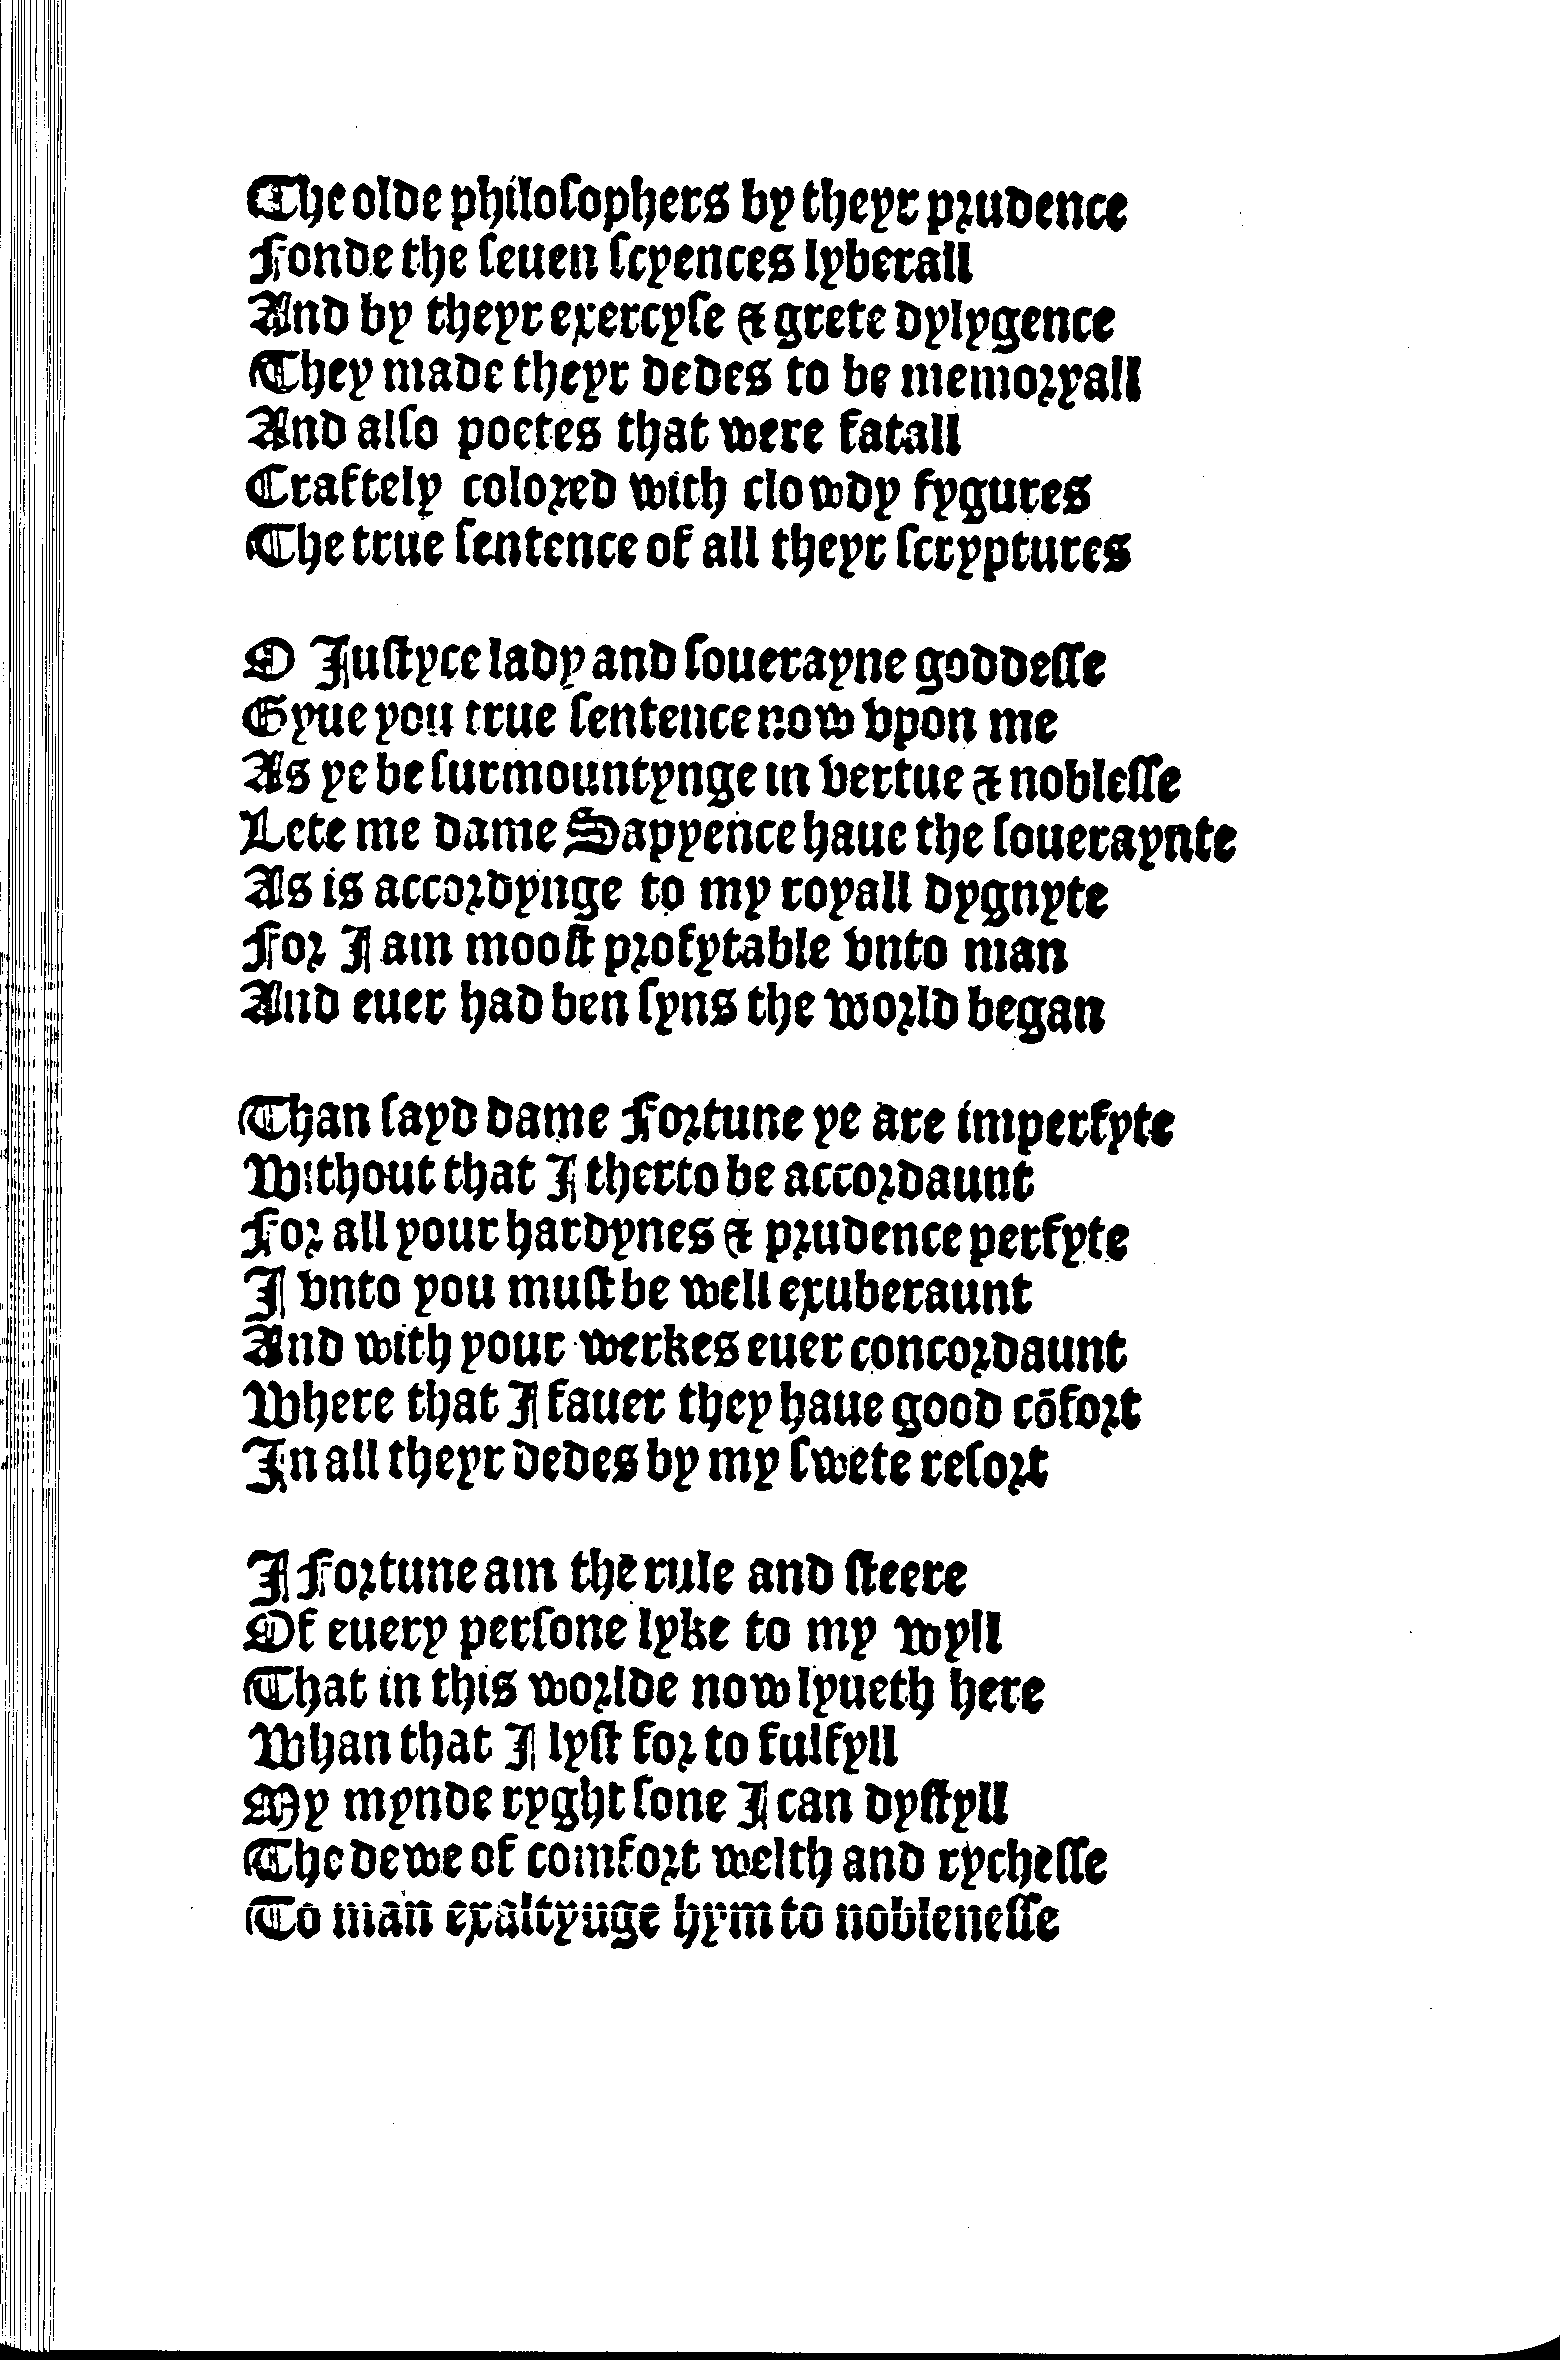 The olde philoſophers by theyr prudence
Fonde the ſeuen ſcyences lyberall
And by theyr exercyſe & grete dylygence
They made theyr dedes to be memoryall
And alſo poetes that were fatall
Craftely colored with clowdy fygures
The true ſentence of all theyr ſcryptures

O Juſtyce lady and ſouerayne goddeſſe
Gyue you true ſentence now vpon me
As ye be ſurmountynge in vertue & nobleſſe
Lete me dame Sapyence haue the ſoueraynte
As is accordynge to my royall dygnyte
For I am mooſt profytable vnto man
And euer had ben ſyns the world began

Than ſayd dame Fortune ye are imperfyte
Without that I therto be accordaunt
For all your hardynes & prudence perfyte
I vnto you muſt be well exuberaunt
And with your werkes euer concordaunt
Where that I fauer they haue good cōfort
In all theyr dedes by my ſwete reſort

I Fortune am the rule and ſteere
Of euery perſone lyke to my wyll
That in this worlde now lyueth here
Whan that I lyſt for to fulfyll
My mynde ryght ſone I can dyſtyll
The dewe of comfort welth and rycheſſe
To man exaltynge hym to nobleneſſe